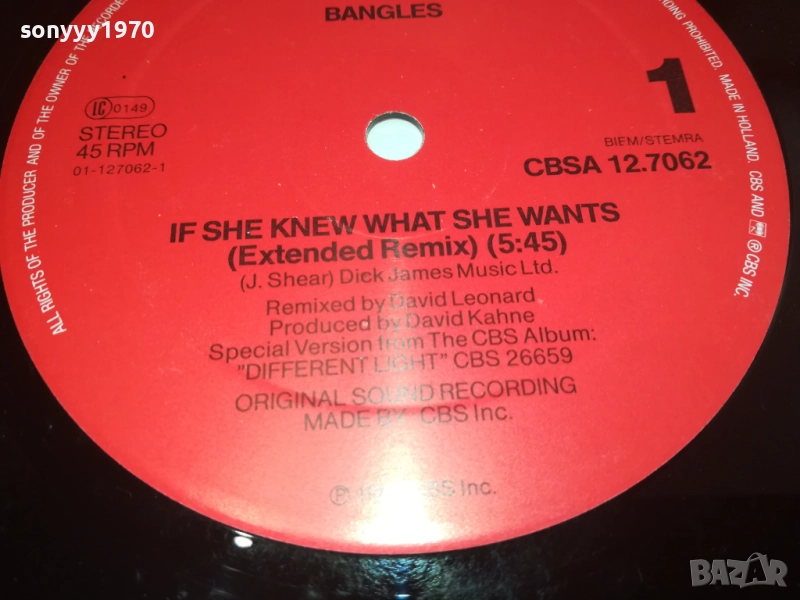 sonyyy1970
BANGLES
LC 0149
STEREO
45 RPM
01-127062-1
1
BIEM/STEMRA
CBSA 12.7062
IF SHE KNEW WHAT SHE WANTS
(Extended Remix) (5:45)
(J. Shear) Dick James Music Ltd.
Remixed by David Leonard
Produced by David Kahne
Special Version from The CBS Album:
"DIFFERENT LIGHT" CBS 26659
ORIGINAL SOUND RECORDING
MADE BY CBS Inc.
Inc.
ALL RIGHTS OF THE PRODUCER AND OF THE OWNER OF THE
PROHIBITED. MADE IN HOLLAND. CBS AND ℗ CBS INC.
BAZAR